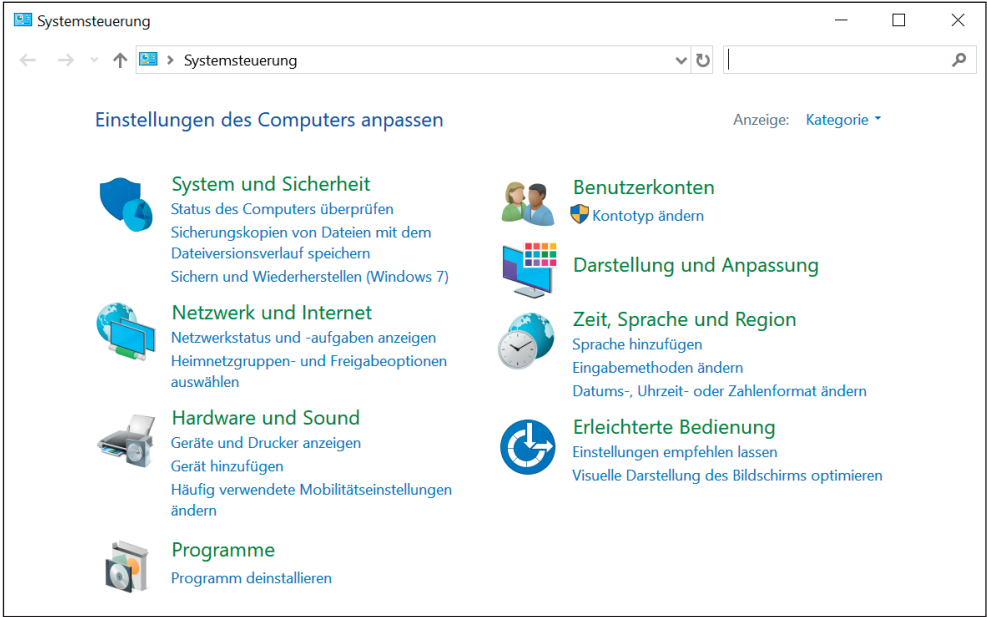 Systemsteuerung
Systemsteuerung
Einstellungen des Computers anpassen
Anzeige: Kategorie
System und Sicherheit
Status des Computers überprüfen
Sicherungskopien von Dateien mit dem
Dateiversionsverlauf speichern
Sichern und Wiederherstellen (Windows 7)
Netzwerk und Internet
Netzwerkstatus und -aufgaben anzeigen
Heimnetzgruppen- und Freigabeoptionen
auswählen
Hardware und Sound
Geräte und Drucker anzeigen
Gerät hinzufügen
Häufig verwendete Mobilitätseinstellungen
ändern
Programme
Programm deinstallieren
Benutzerkonten
Kontotyp ändern
Darstellung und Anpassung
Zeit, Sprache und Region
Sprache hinzufügen
Eingabemethoden ändern
Datums-, Uhrzeit- oder Zahlenformat ändern
Erleichterte Bedienung
Einstellungen empfehlen lassen
Visuelle Darstellung des Bildschirms optimieren